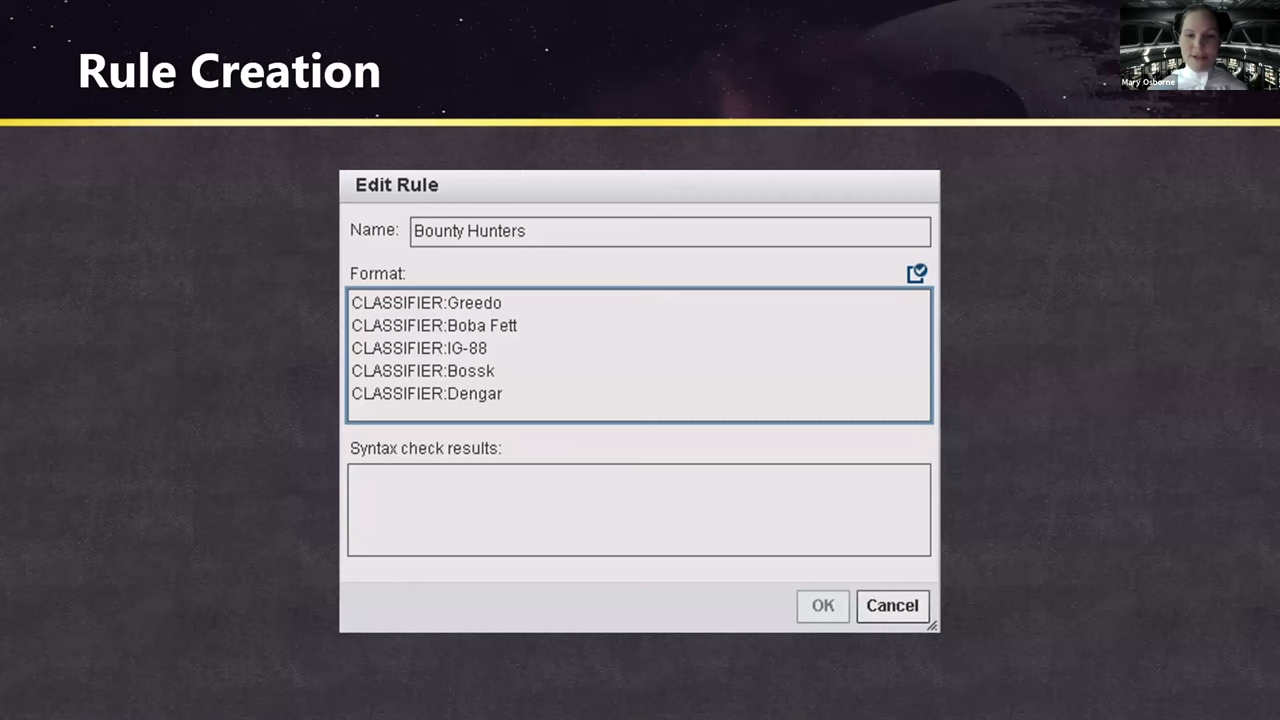 Rule Creation
Mary Osborne
Edit Rule
Name: Bounty Hunters
Format:
CLASSIFIER:Greedo
CLASSIFIER:Boba Fett
CLASSIFIER:IG-88
CLASSIFIER:Bossk
CLASSIFIER:Dengar
Syntax check results:
OK Cancel